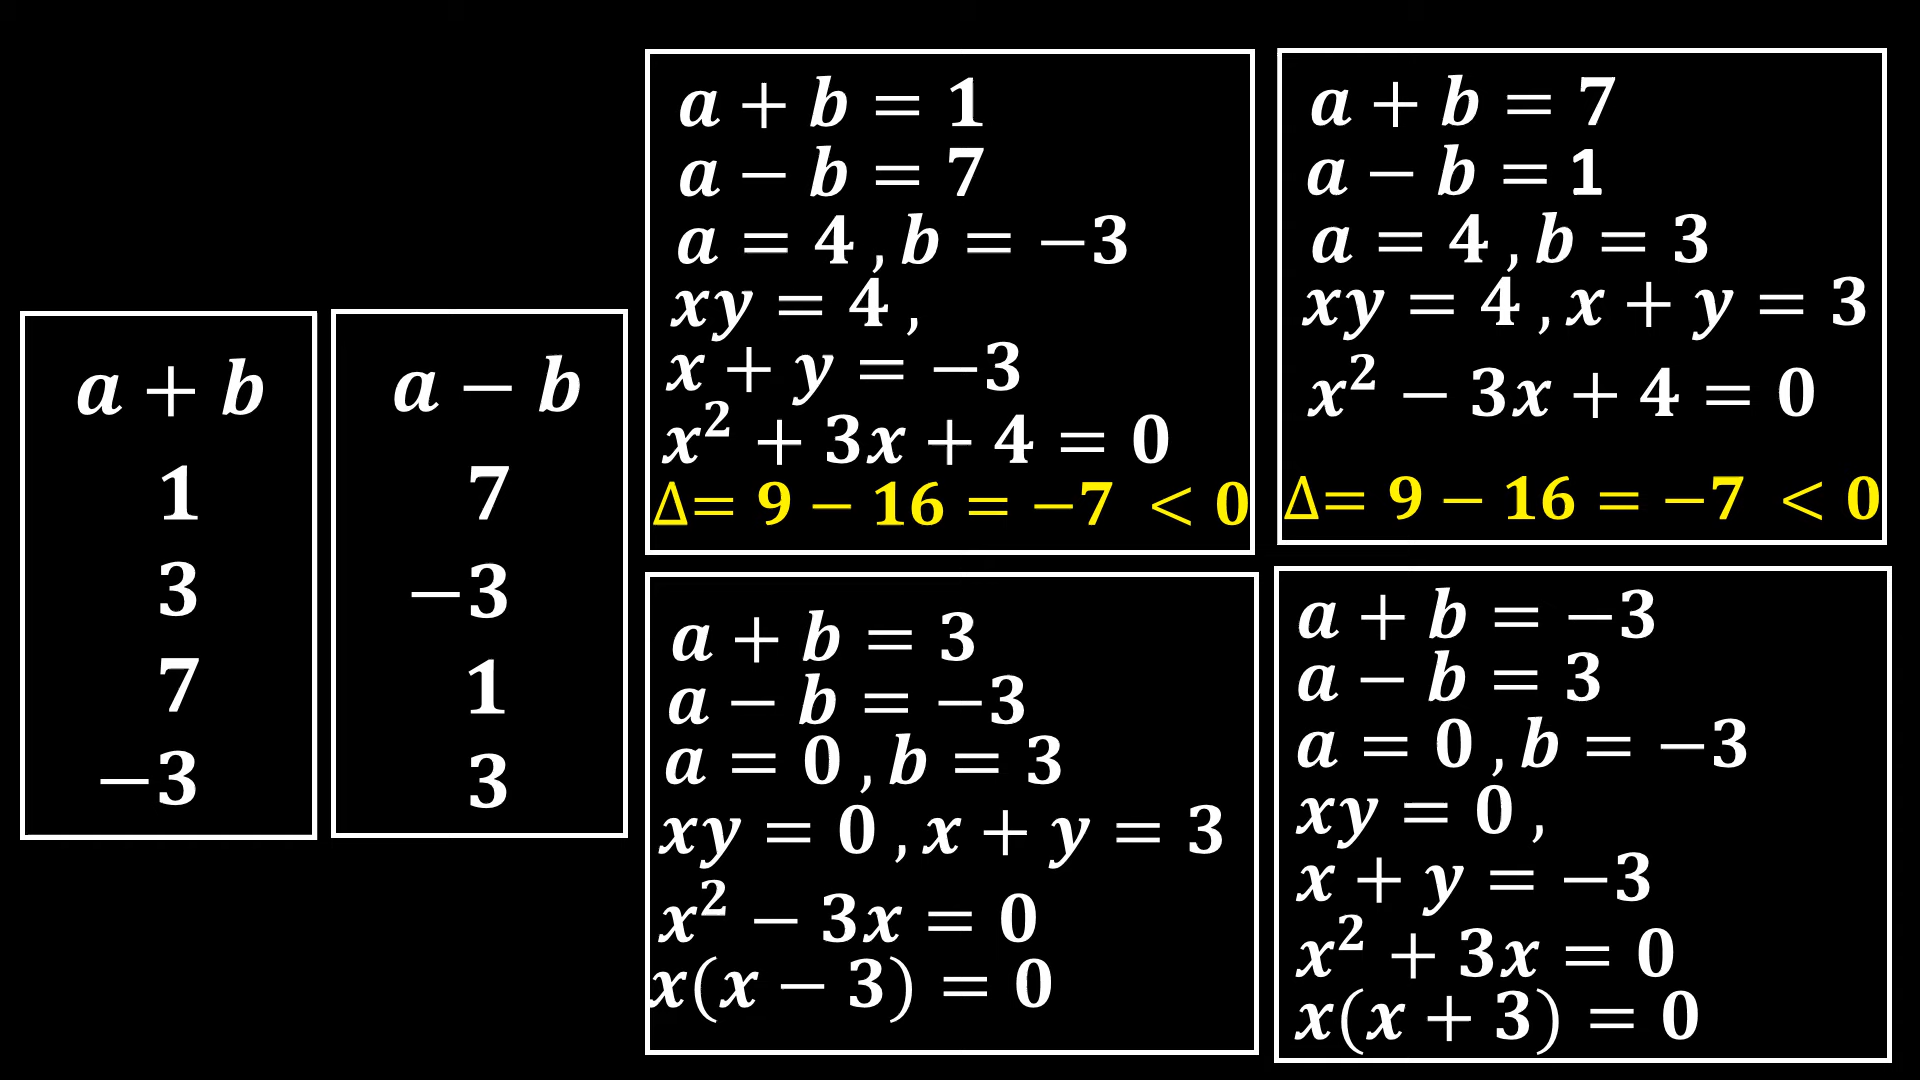 a + b
1
3
7
−3
a − b
7
−3
1
3
a + b = 1
a − b = 7
a = 4 , b = −3
xy = 4 ,
x + y = −3
x² + 3x + 4 = 0
Δ= 9 − 16 = −7 < 0
a + b = 7
a − b = 1
a = 4 , b = 3
xy = 4 , x + y = 3
x² − 3x + 4 = 0
Δ= 9 − 16 = −7 < 0
a + b = 3
a − b = −3
a = 0 , b = 3
xy = 0 , x + y = 3
x² − 3x = 0
x(x − 3) = 0
a + b = −3
a − b = 3
a = 0 , b = −3
xy = 0 ,
x + y = −3
x² + 3x = 0
x(x + 3) = 0